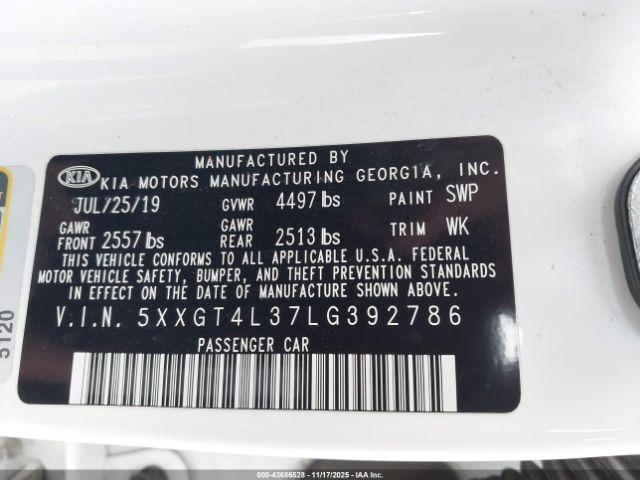 MANUFACTURED BY
KIA KIA MOTORS MANUFACTURING GEORGIA, INC.
JUL/25/19 GVWR 4497 lbs PAINT SWP
GAWR FRONT 2557 lbs GAWR REAR 2513 lbs TRIM WK
THIS VEHICLE CONFORMS TO ALL APPLICABLE U.S.A. FEDERAL
MOTOR VEHICLE SAFETY, BUMPER, AND THEFT PREVENTION STANDARDS
IN EFFECT ON THE DATE OF MANUFACTURE SHOWN ABOVE.
V.I.N. 5XXGT4L37LG392786
PASSENGER CAR
5120
000-43686528 - 11/17/2025 - IAA Inc.